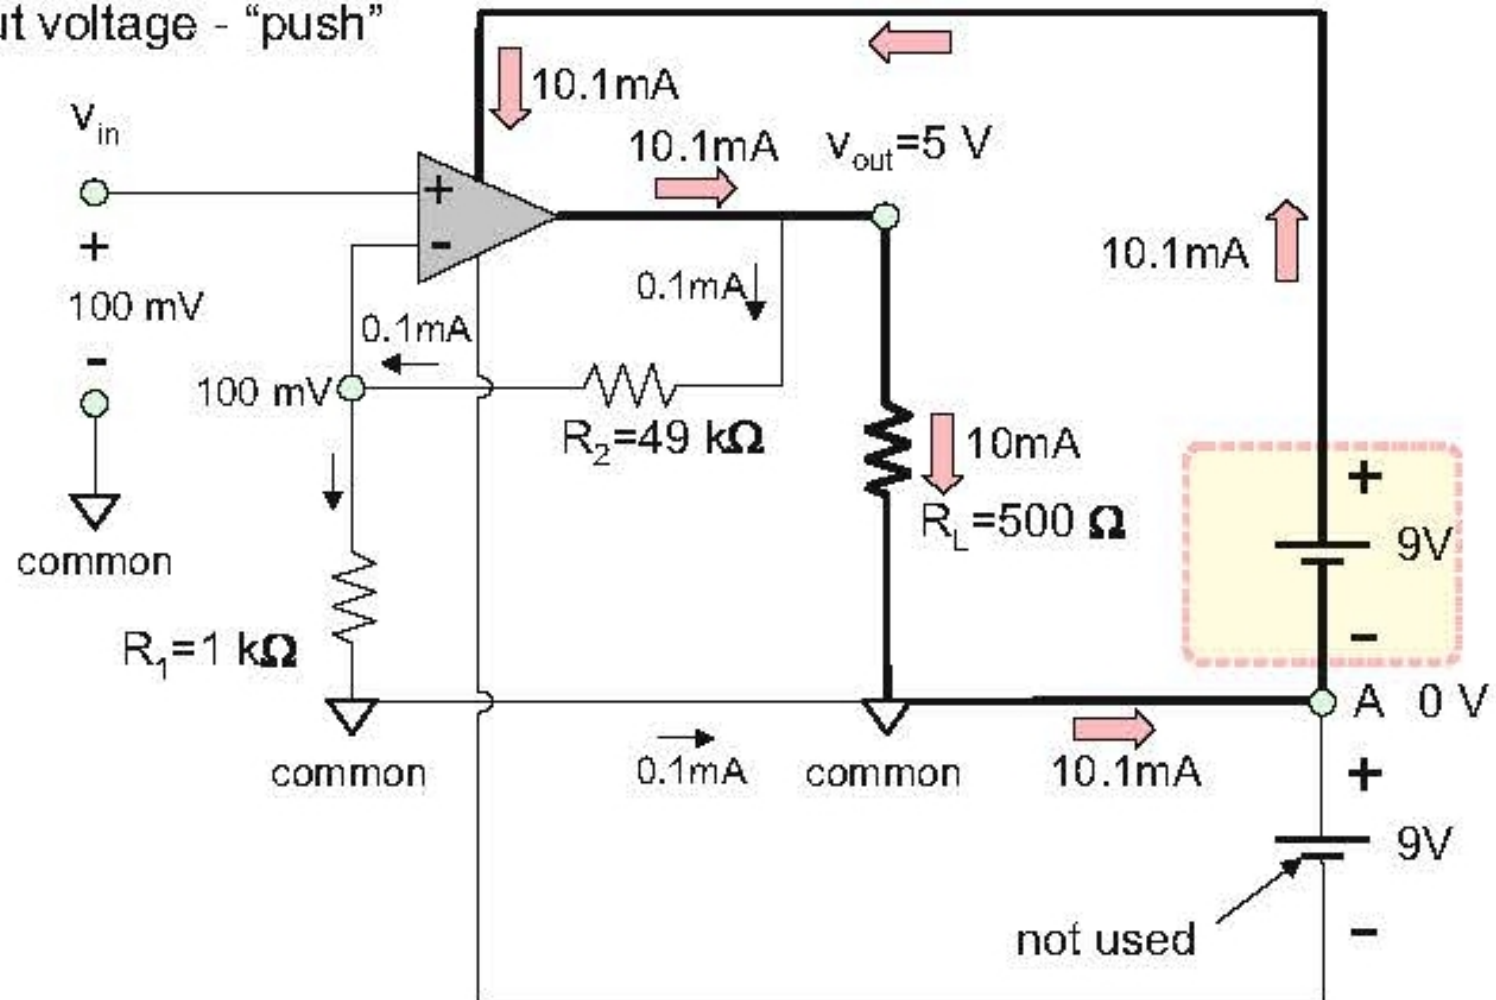 ut voltage - “push”
10.1mA
v_in
10.1mA
v_out=5 V
+
+
-
10.1mA
0.1mA
100 mV
0.1mA
-
100 mV
R_2=49 kΩ
10mA
+
R_L=500 Ω
9V
common
R_1=1 kΩ
-
A 0 V
common
0.1mA
common
10.1mA
+
9V
not used
-